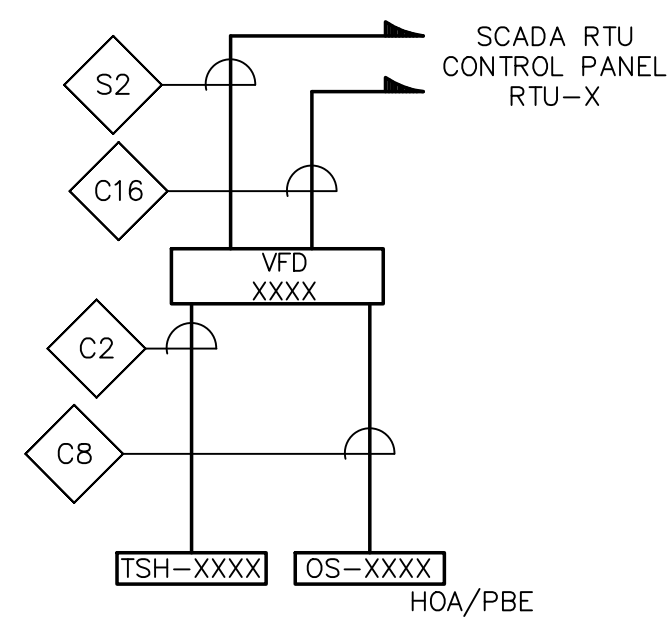 SCADA RTU
CONTROL PANEL
RTU-X
S2
C16
VFD
XXXX
C2
C8
TSH-XXXX
OS-XXXX
HOA/PBE